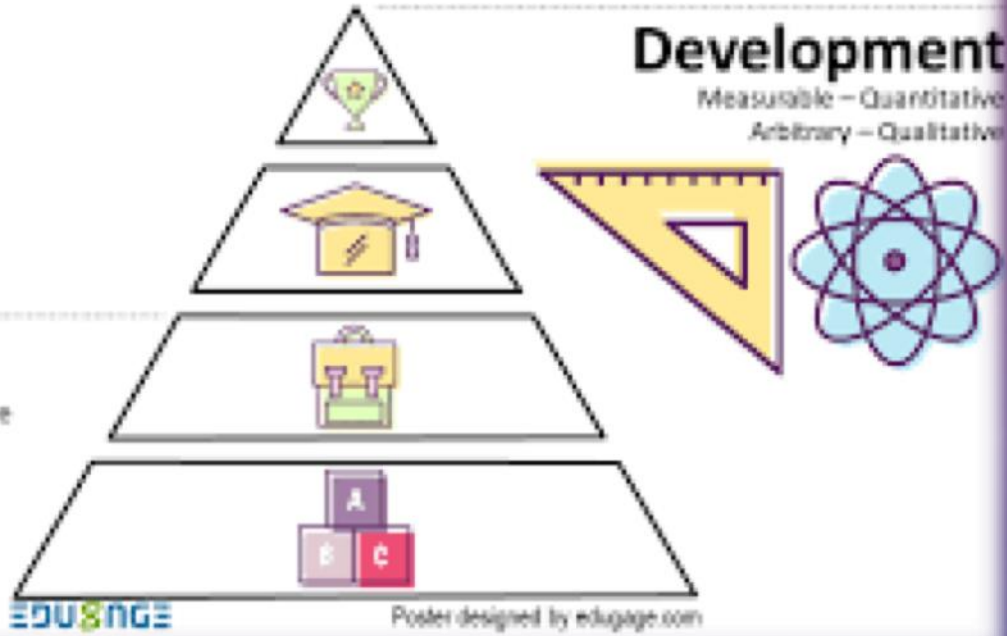 Development
Measurable – Quantitative
Arbitrary – Qualitative
e
A
B C
EDUGAGE
Poster designed by edugage.com